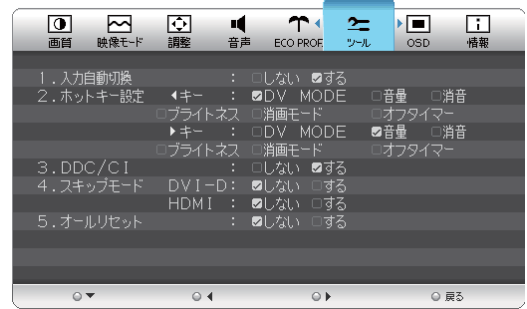 画質 映像モード 調整 音声 ECO PROF. ツール OSD 情報
1.入力自動切換 : □しない ☑する
2.ホットキー設定 ◀キー : ☑DV MODE □音量 □消音
□ブライトネス □消画モード □オフタイマー
▶キー : □DV MODE ☑音量 □消音
□ブライトネス □消画モード □オフタイマー
3.DDC/CI : □しない ☑する
4.スキップモード DVI-D: ☑しない □する
HDMI : ☑しない □する
5.オールリセット : ☑しない □する
○▼ ○◀ ○▶ ○戻る